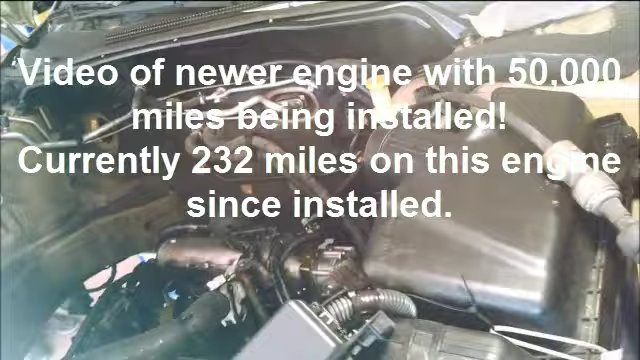 Video of newer engine with 50,000
miles being installed!
Currently 232 miles on this engine
since installed.